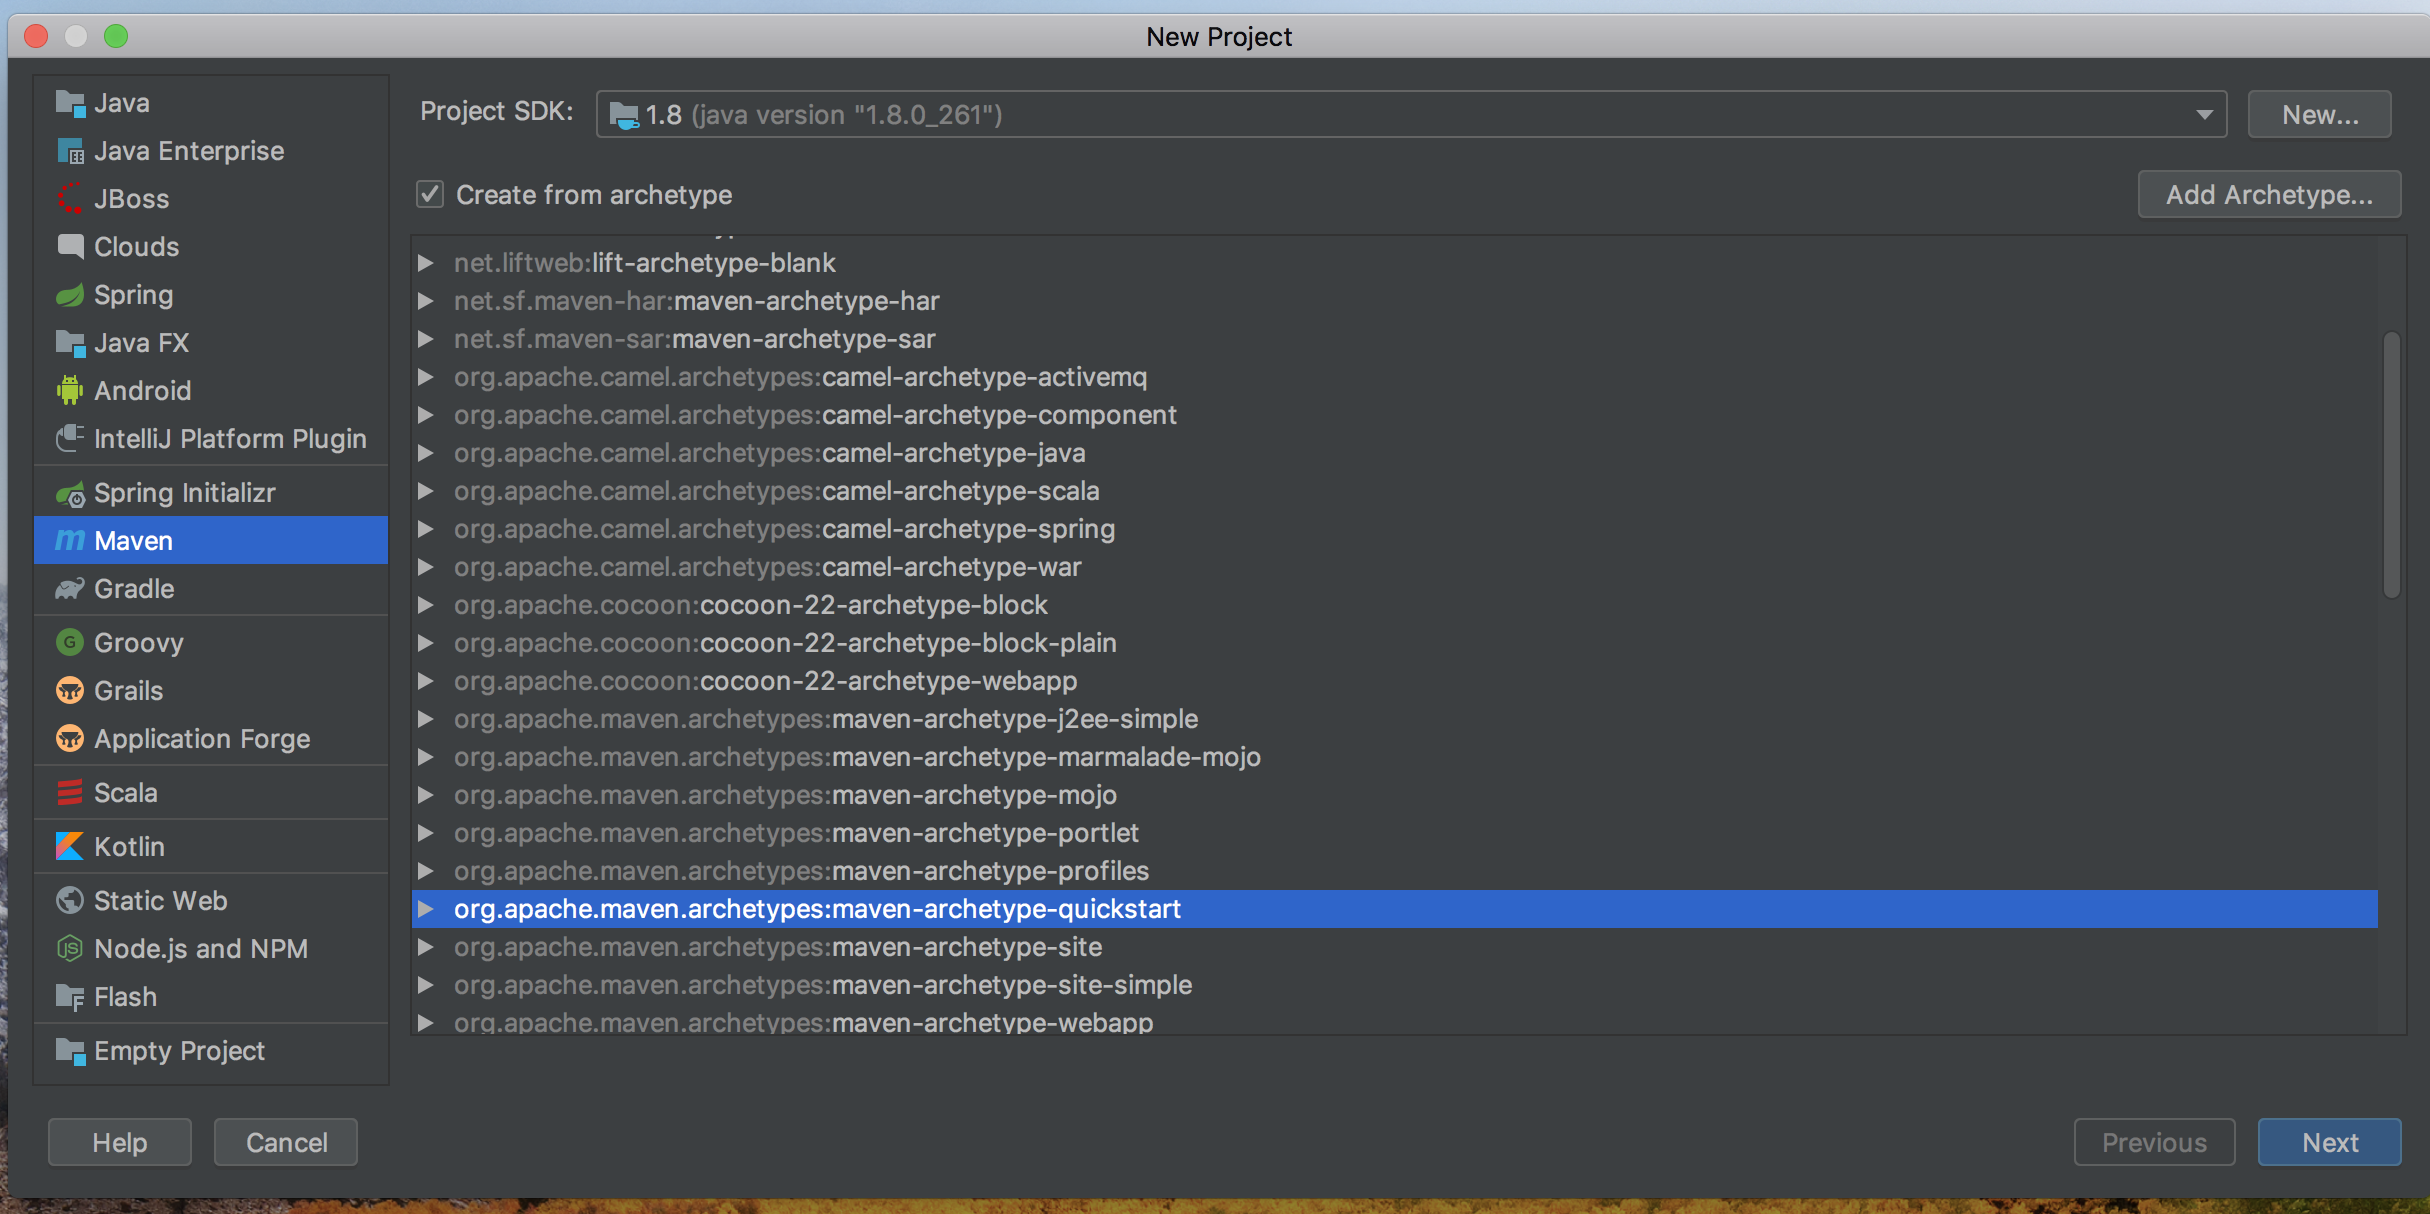 New Project
Java
Java Enterprise
JBoss
Clouds
Spring
Java FX
Android
IntelliJ Platform Plugin
Spring Initializr
Maven
Gradle
Groovy
Grails
Application Forge
Scala
Kotlin
Static Web
Node.js and NPM
Flash
Empty Project
Project SDK: 1.8 (java version "1.8.0_261") New...
Create from archetype Add Archetype...
net.liftweb:lift-archetype-blank
net.sf.maven-har:maven-archetype-har
net.sf.maven-sar:maven-archetype-sar
org.apache.camel.archetypes:camel-archetype-activemq
org.apache.camel.archetypes:camel-archetype-component
org.apache.camel.archetypes:camel-archetype-java
org.apache.camel.archetypes:camel-archetype-scala
org.apache.camel.archetypes:camel-archetype-spring
org.apache.camel.archetypes:camel-archetype-war
org.apache.cocoon:cocoon-22-archetype-block
org.apache.cocoon:cocoon-22-archetype-block-plain
org.apache.cocoon:cocoon-22-archetype-webapp
org.apache.maven.archetypes:maven-archetype-j2ee-simple
org.apache.maven.archetypes:maven-archetype-marmalade-mojo
org.apache.maven.archetypes:maven-archetype-mojo
org.apache.maven.archetypes:maven-archetype-portlet
org.apache.maven.archetypes:maven-archetype-profiles
org.apache.maven.archetypes:maven-archetype-quickstart
org.apache.maven.archetypes:maven-archetype-site
org.apache.maven.archetypes:maven-archetype-site-simple
org.apache.maven.archetypes:maven-archetype-webapp
Help Cancel Previous Next